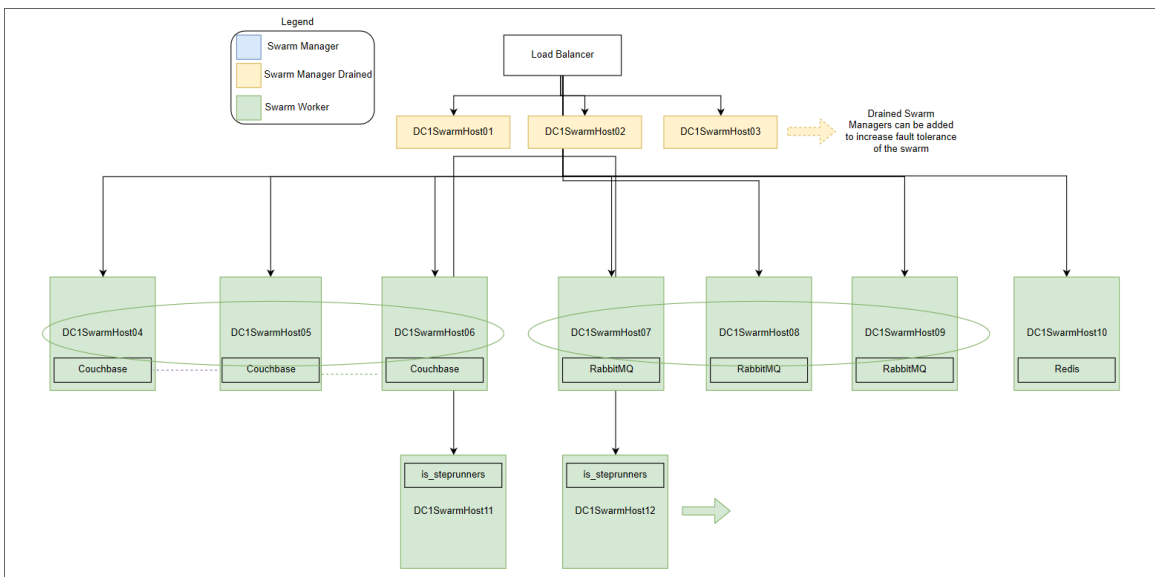 Legend
Swarm Manager
Swarm Manager Drained
Swarm Worker
Load Balancer
DC1SwarmHost01
DC1SwarmHost02
DC1SwarmHost03
Drained Swarm
Managers can be added
to increase fault tolerance
of the swarm
DC1SwarmHost04
DC1SwarmHost05
DC1SwarmHost06
DC1SwarmHost07
DC1SwarmHost08
DC1SwarmHost09
DC1SwarmHost10
Couchbase
Couchbase
Couchbase
RabbitMQ
RabbitMQ
RabbitMQ
Redis
is_steprunners
is_steprunners
DC1SwarmHost11
DC1SwarmHost12